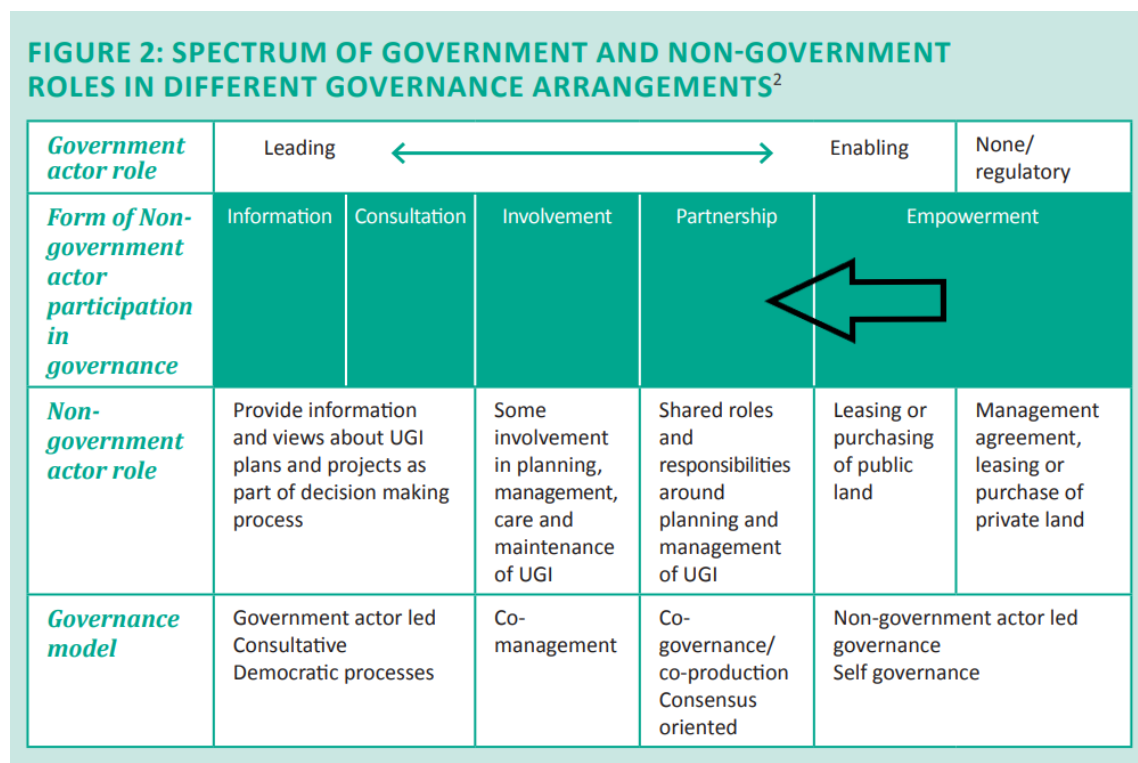 FIGURE 2: SPECTRUM OF GOVERNMENT AND NON-GOVERNMENT
ROLES IN DIFFERENT GOVERNANCE ARRANGEMENTS²
Government
actor role
Leading
Enabling
None/
regulatory
Form of Non-
government
actor
participation
in
governance
Information
Consultation
Involvement
Partnership
Empowerment
Non-
government
actor role
Provide information
and views about UGI
plans and projects as
part of decision making
process
Some
involvement
in planning,
management,
care and
maintenance
of UGI
Shared roles
and
responsibilities
around
planning and
management
of UGI
Leasing or
purchasing
of public
land
Management
agreement,
leasing or
purchase of
private land
Governance
model
Government actor led
Consultative
Democratic processes
Co-
management
Co-
governance/
co-production
Consensus
oriented
Non-government actor led
governance
Self governance